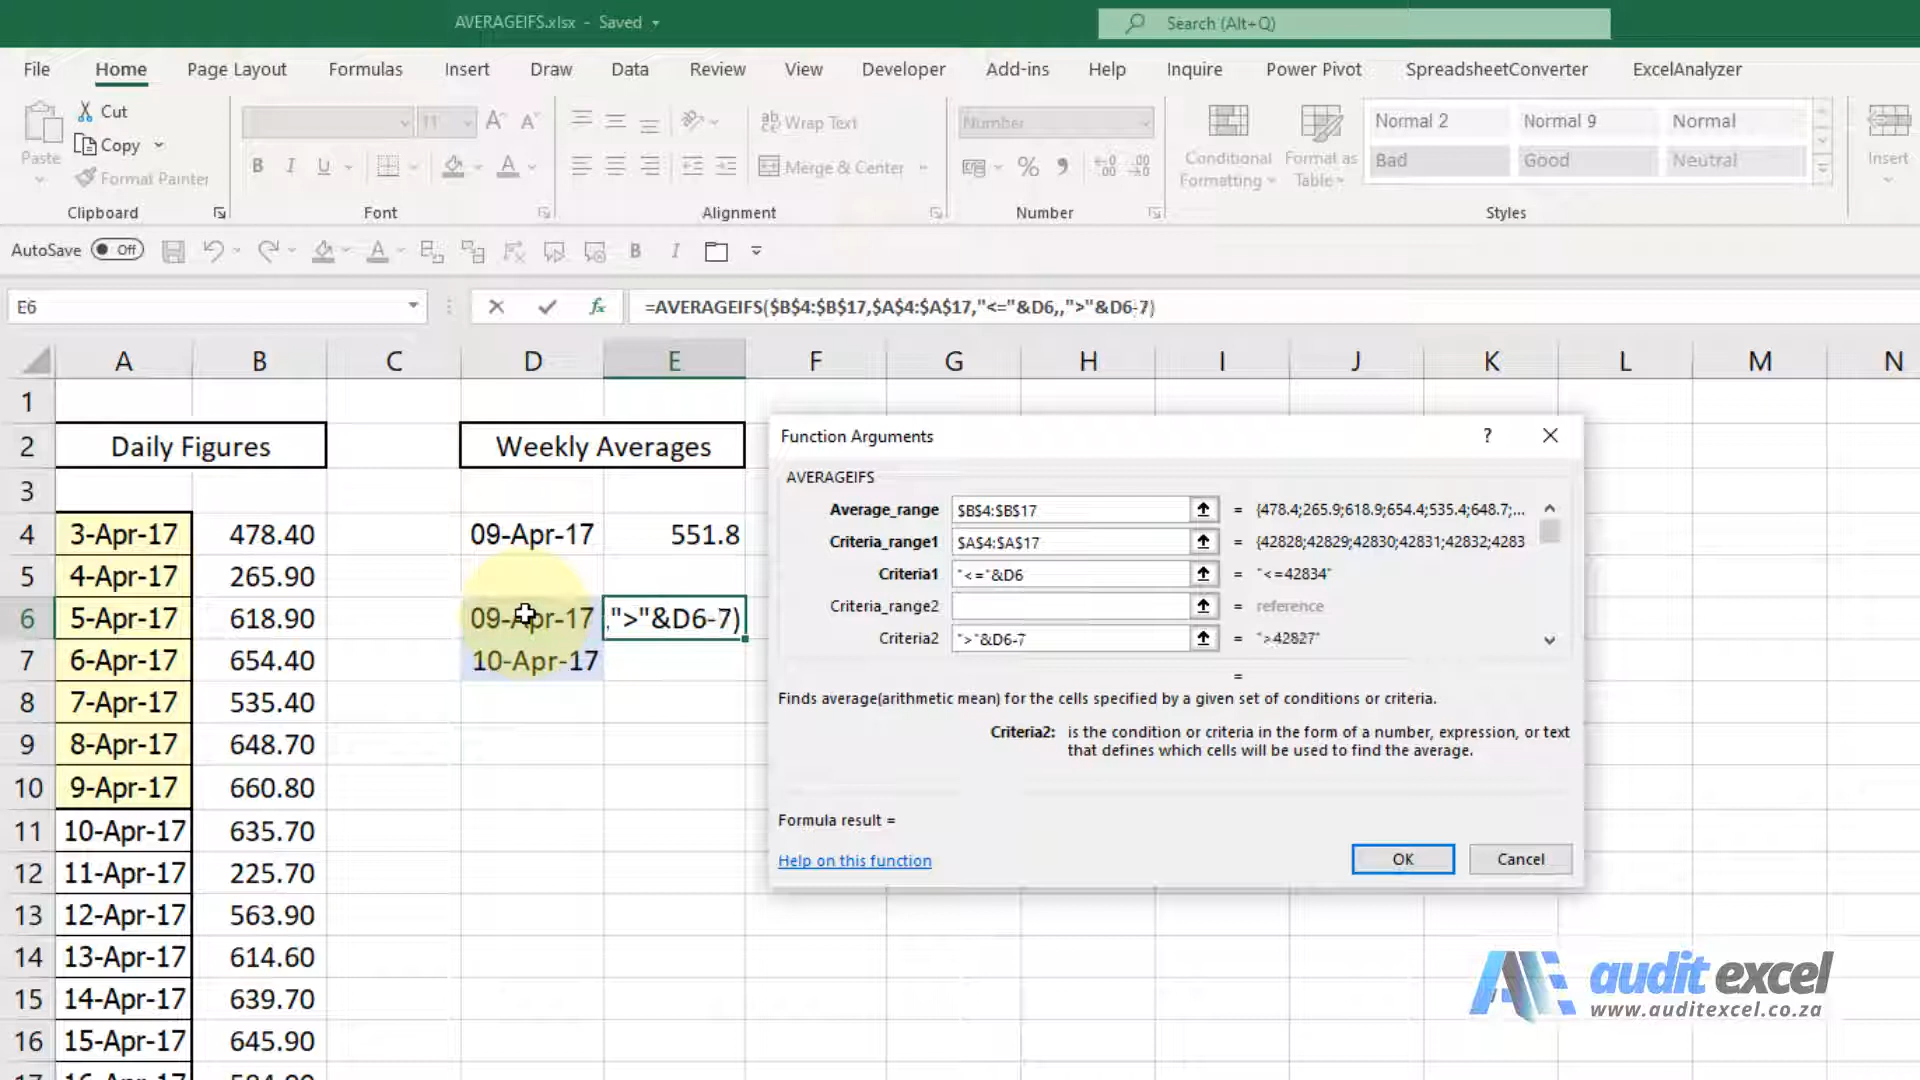 AVERAGEIFS.xlsx - Saved
Search (Alt+Q)
File Home Page Layout Formulas Insert Draw Data Review View Developer Add-ins Help Inquire Power Pivot SpreadsheetConverter ExcelAnalyzer
Paste
Cut
Copy
Format Painter
11
B I U
Wrap Text
Merge & Center
Number
Conditional Formatting
Format as Table
Normal 2 Normal 9 Normal
Bad Good Neutral
Insert
Clipboard Font Alignment Number Styles
AutoSave Off
B I
E6
fx
=AVERAGEIFS($B$4:$B$17,$A$4:$A$17,"<="&D6,,">"&D6-7)
A B C D E F G H I J K L M N
1
2 Daily Figures Weekly Averages
3
4 3-Apr-17 478.40 09-Apr-17 551.8
5 4-Apr-17 265.90
6 5-Apr-17 618.90 09-Apr-17 ,">"&D6-7)
7 6-Apr-17 654.40 10-Apr-17
8 7-Apr-17 535.40
9 8-Apr-17 648.70
10 9-Apr-17 660.80
11 10-Apr-17 635.70
12 11-Apr-17 225.70
13 12-Apr-17 563.90
14 13-Apr-17 614.60
15 14-Apr-17 639.70
16 15-Apr-17 645.90
Function Arguments ?
AVERAGEIFS
Average_range $B$4:$B$17 = {478.4;265.9;618.9;654.4;535.4;648.7;...
Criteria_range1 $A$4:$A$17 = {42828;42829;42830;42831;42832;4283
Criteria1 "<="&D6 = "<=42834"
Criteria_range2 = reference
Criteria2 ">"&D6-7 = ">42827"
=
Finds average(arithmetic mean) for the cells specified by a given set of conditions or criteria.
Criteria2: is the condition or criteria in the form of a number, expression, or text
that defines which cells will be used to find the average.
Formula result =
Help on this function
OK Cancel
audit excel
www.auditexcel.co.za